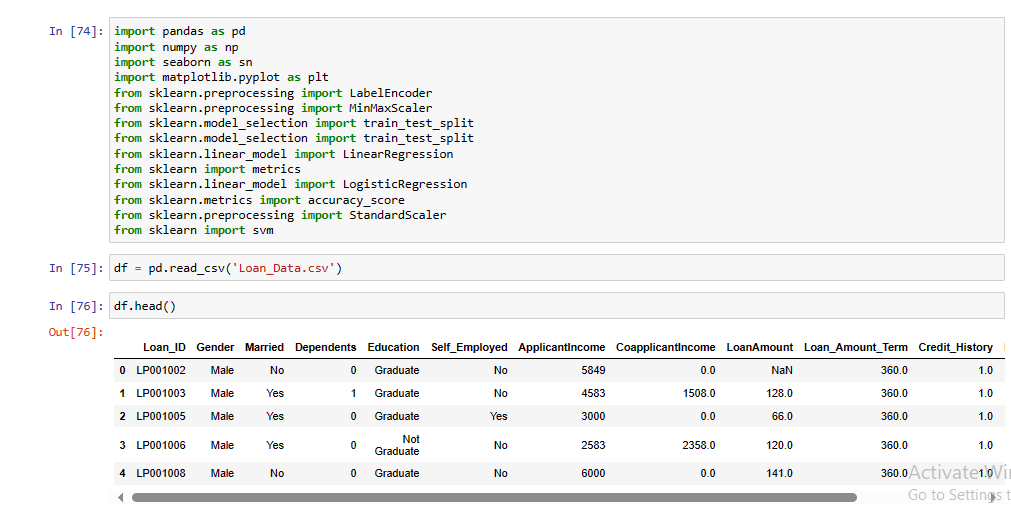 In [74]: import pandas as pd
import numpy as np
import seaborn as sn
import matplotlib.pyplot as plt
from sklearn.preprocessing import LabelEncoder
from sklearn.preprocessing import MinMaxScaler
from sklearn.model_selection import train_test_split
from sklearn.model_selection import train_test_split
from sklearn.linear_model import LinearRegression
from sklearn import metrics
from sklearn.linear_model import LogisticRegression
from sklearn.metrics import accuracy_score
from sklearn.preprocessing import StandardScaler
from sklearn import svm
In [75]: df = pd.read_csv('Loan_Data.csv')
In [76]: df.head()
Out[76]:
Loan_ID Gender Married Dependents Education Self_Employed ApplicantIncome CoapplicantIncome LoanAmount Loan_Amount_Term Credit_History
0 LP001002 Male No 0 Graduate No 5849 0.0 NaN 360.0 1.0
1 LP001003 Male Yes 1 Graduate No 4583 1508.0 128.0 360.0 1.0
2 LP001005 Male Yes 0 Graduate Yes 3000 0.0 66.0 360.0 1.0
3 LP001006 Male Yes 0 Not Graduate No 2583 2358.0 120.0 360.0 1.0
4 LP001008 Male No 0 Graduate No 6000 0.0 141.0 360.0 1.0
Activate Wi
Go to Settings t